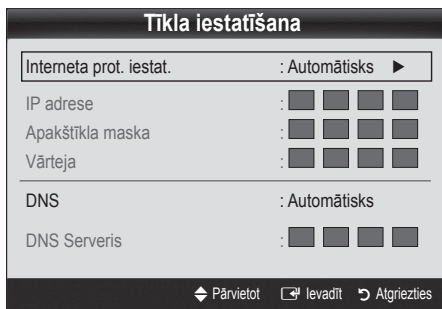 Tīkla iestatīšana
Interneta prot. iestat. : Automātisks ►
IP adrese :
Apakštīkla maska :
Vārteja :
DNS : Automātisks
DNS Serveris :
Pārvietot Ievadīt Atgriezties